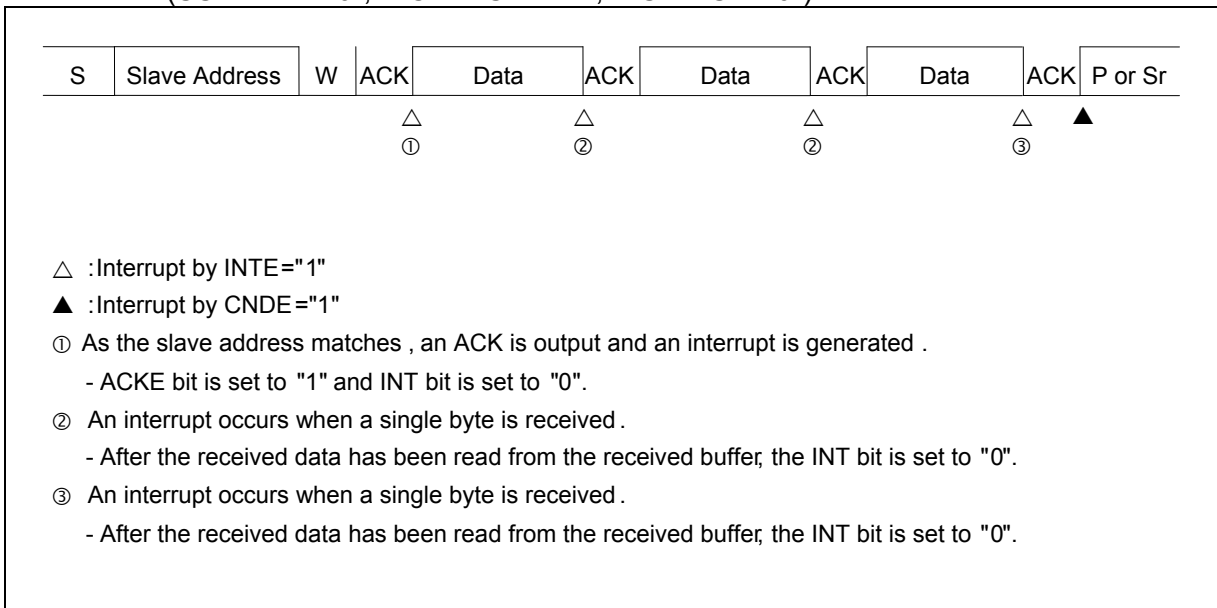 S Slave Address W ACK Data ACK Data ACK Data ACK P or Sr
△ △ △ △ ▲
① ② ② ③
△ :Interrupt by INTE="1"
▲ :Interrupt by CNDE="1"
① As the slave address matches , an ACK is output and an interrupt is generated .
- ACKE bit is set to "1" and INT bit is set to "0".
② An interrupt occurs when a single byte is received .
- After the received data has been read from the received buffer, the INT bit is set to "0".
③ An interrupt occurs when a single byte is received .
- After the received data has been read from the received buffer, the INT bit is set to "0".